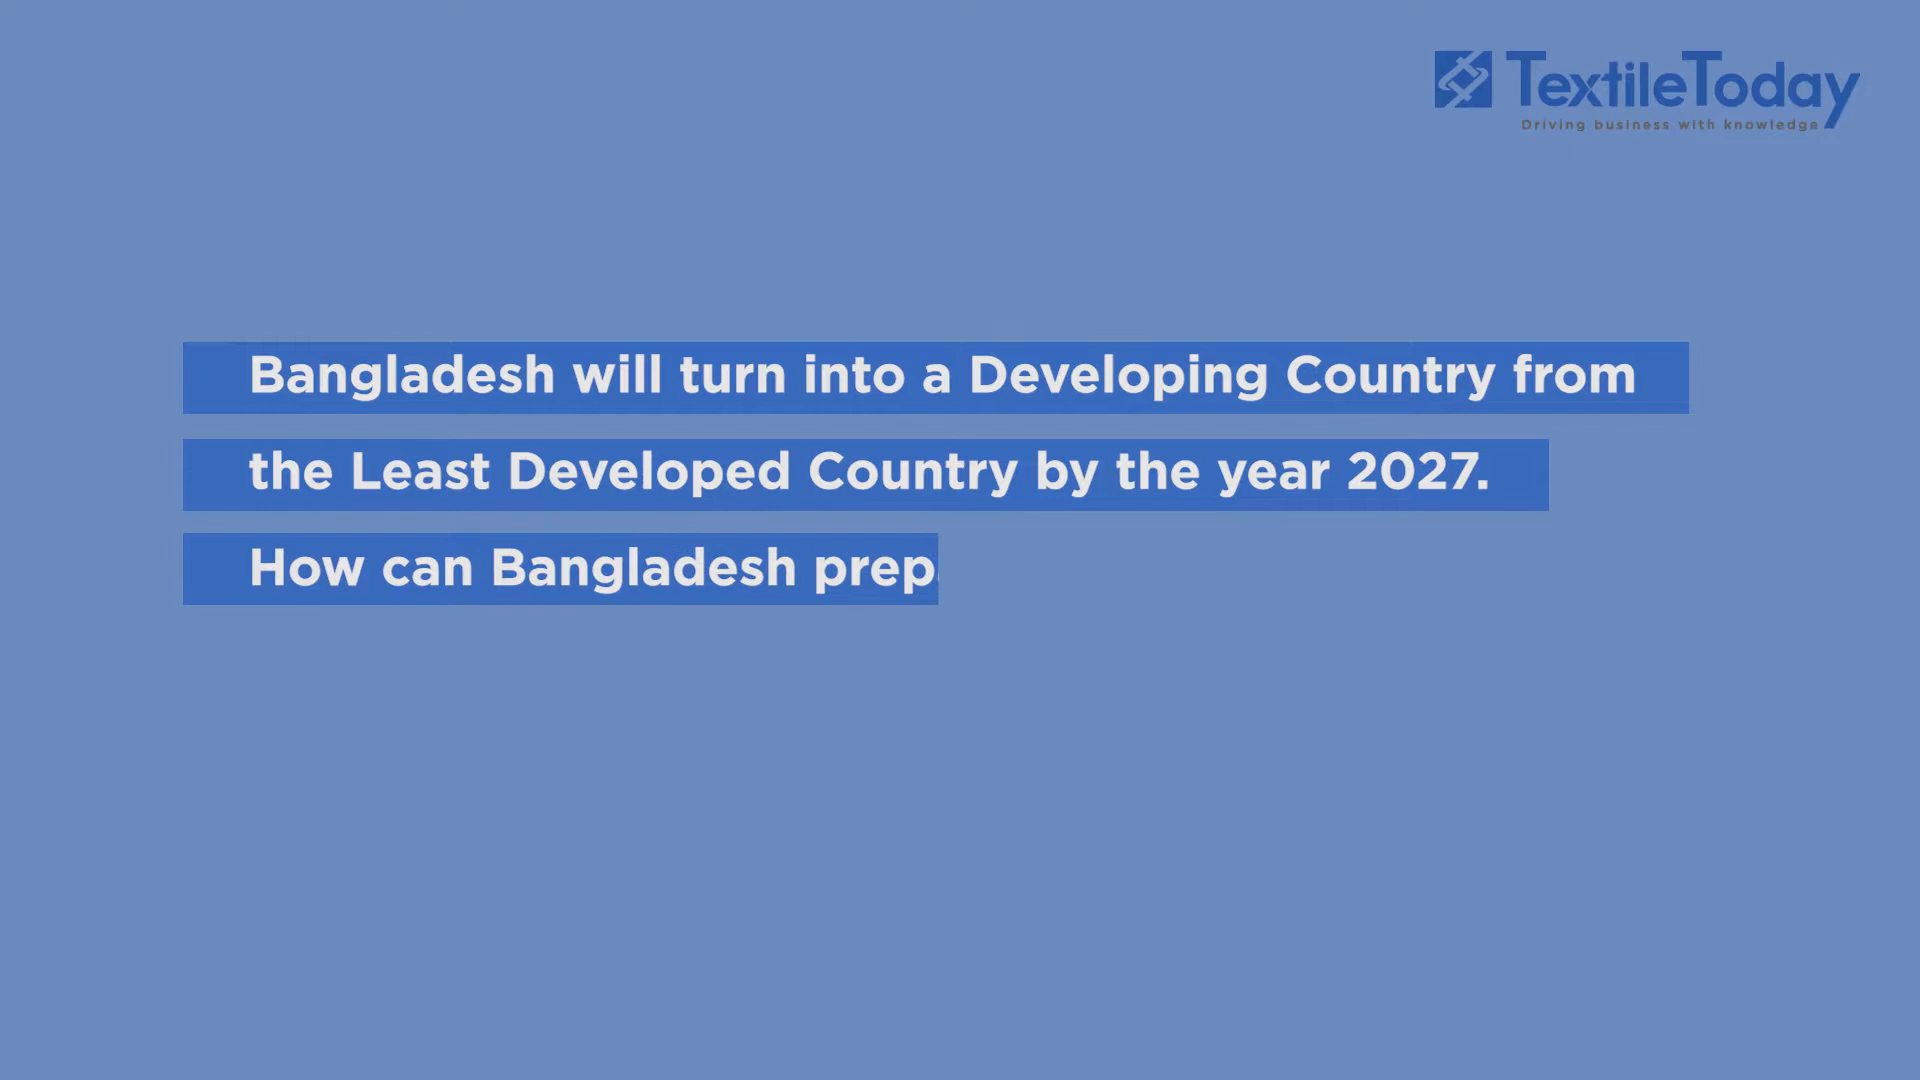 TextileToday
Driving business with knowledge
Bangladesh will turn into a Developing Country from
the Least Developed Country by the year 2027.
How can Bangladesh prep